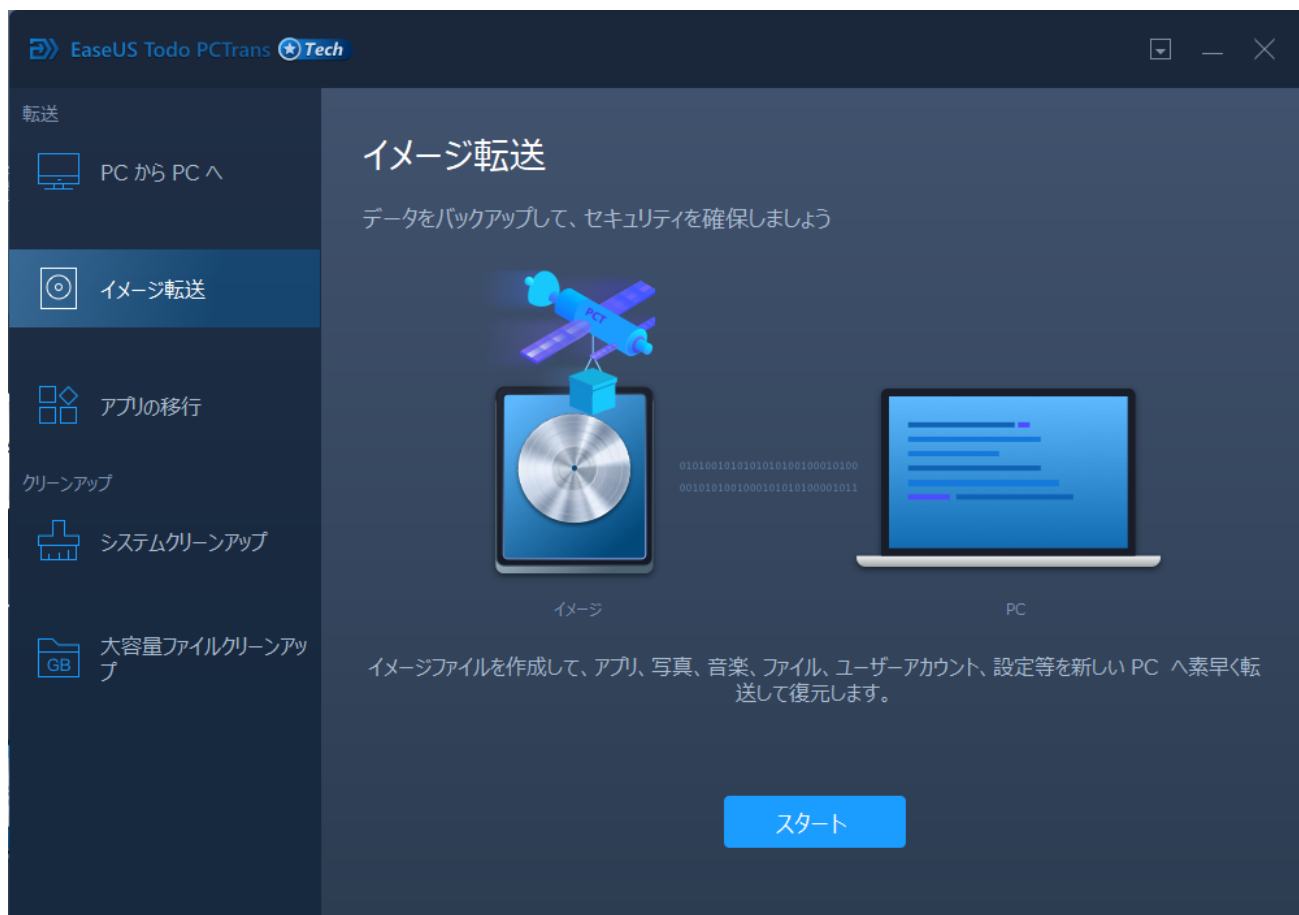 EaseUS Todo PCTrans Tech
転送
PC から PC へ
イメージ転送
アプリの移行
クリーンアップ
システムクリーンアップ
GB
大容量ファイルクリーンアッ
プ
イメージ転送
データをバックアップして、セキュリティを確保しましょう
PCT
0101001010101010100100010100
0010101001000101010100001011
イメージ
PC
イメージファイルを作成して、アプリ、写真、音楽、ファイル、ユーザーアカウント、設定等を新しい PC へ素早く転
送して復元します。
スタート